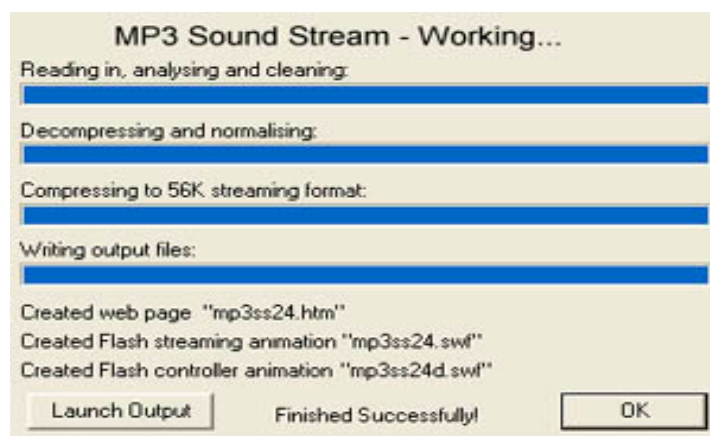 MP3 Sound Stream - Working...
Reading in, analysing and cleaning:
Decompressing and normalising:
Compressing to 56K streaming format:
Writing output files:
Created web page "mp3ss24.htm"
Created Flash streaming animation "mp3ss24.swf"
Created Flash controller animation "mp3ss24d.swf"
Launch Output Finished Successfully! OK